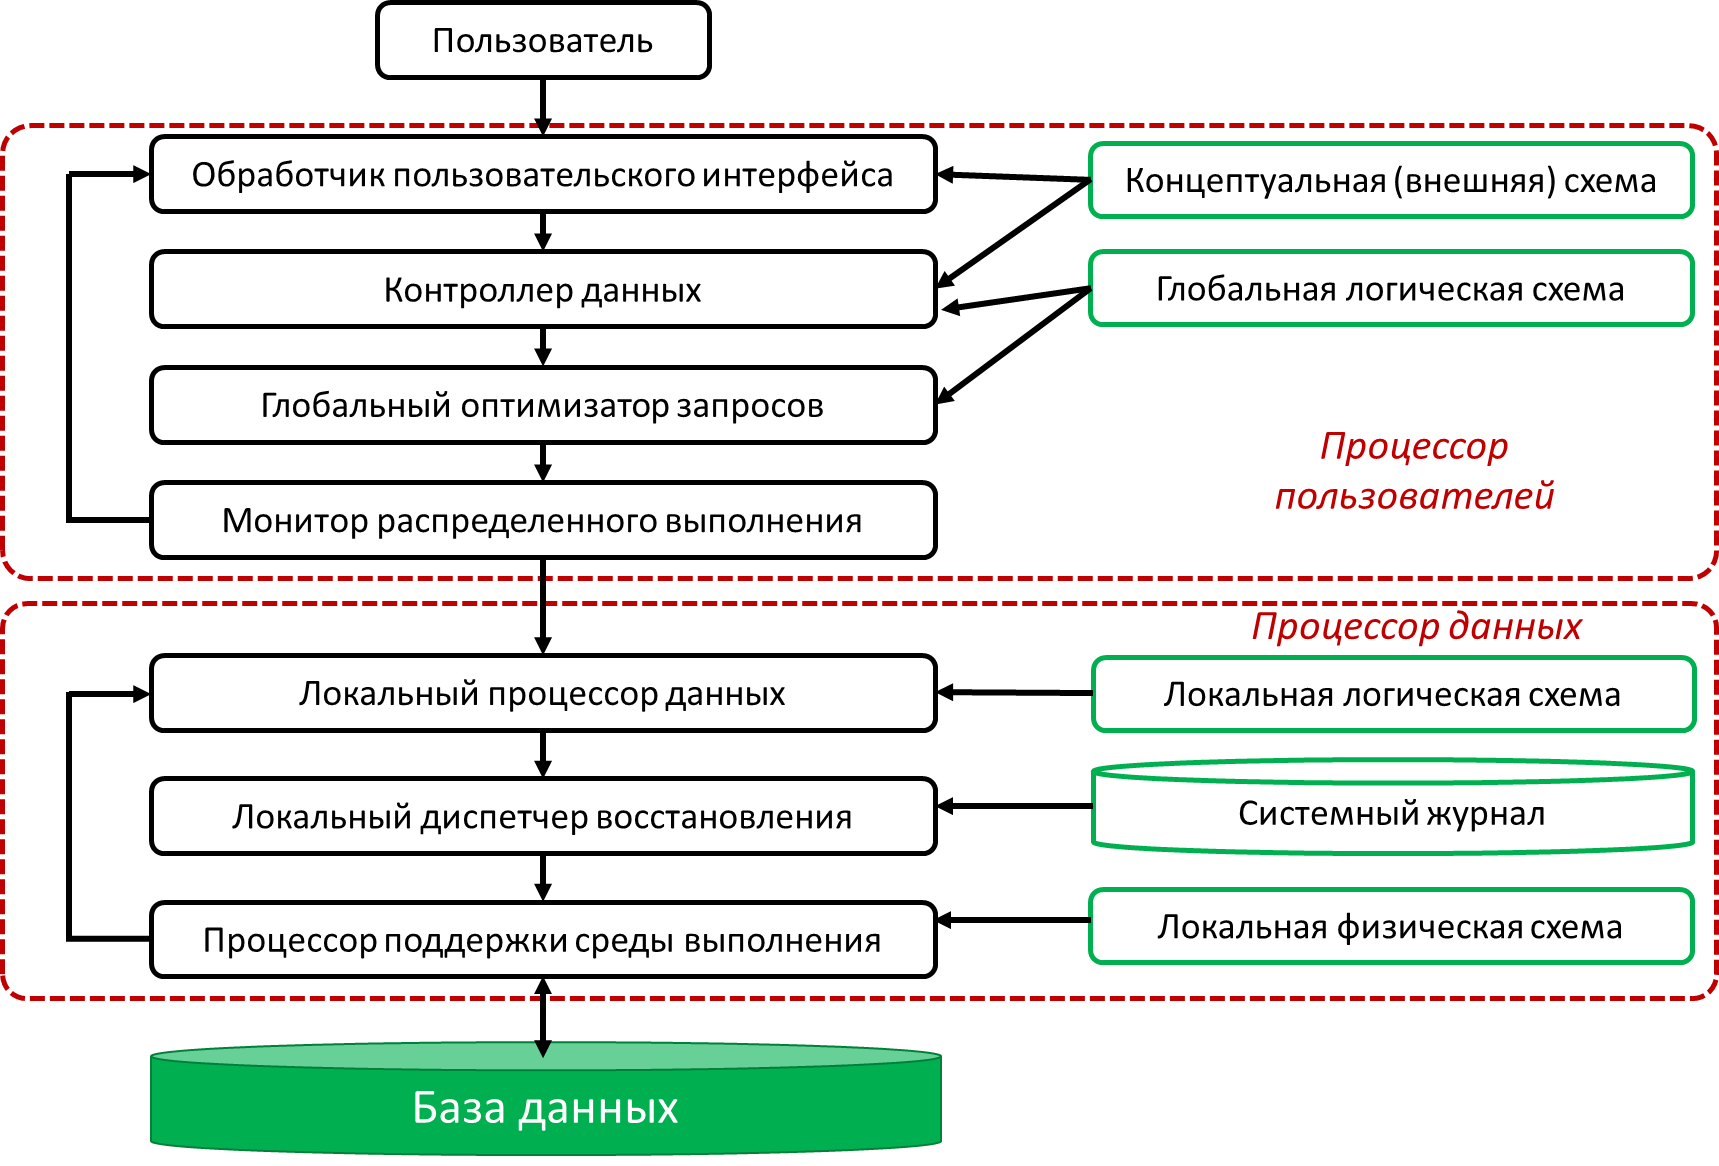 Пользователь
Обработчик пользовательского интерфейса
Концептуальная (внешняя) схема
Контроллер данных
Глобальная логическая схема
Глобальный оптимизатор запросов
Процессор
пользователей
Монитор распределенного выполнения
Процессор данных
Локальный процессор данных
Локальная логическая схема
Локальный диспетчер восстановления
Системный журнал
Процессор поддержки среды выполнения
Локальная физическая схема
База данных